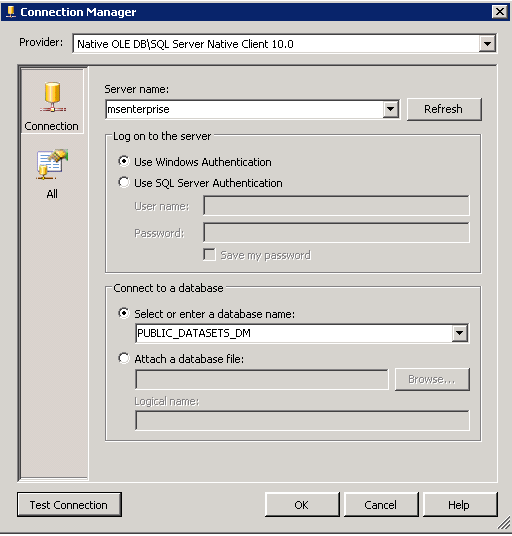 Connection Manager
Provider: Native OLE DB\SQL Server Native Client 10.0
Connection
All
Server name:
msenterprise Refresh
Log on to the server
Use Windows Authentication
Use SQL Server Authentication
User name:
Password:
Save my password
Connect to a database
Select or enter a database name:
PUBLIC_DATASETS_DM
Attach a database file:
Browse...
Logical name:
Test Connection OK Cancel Help